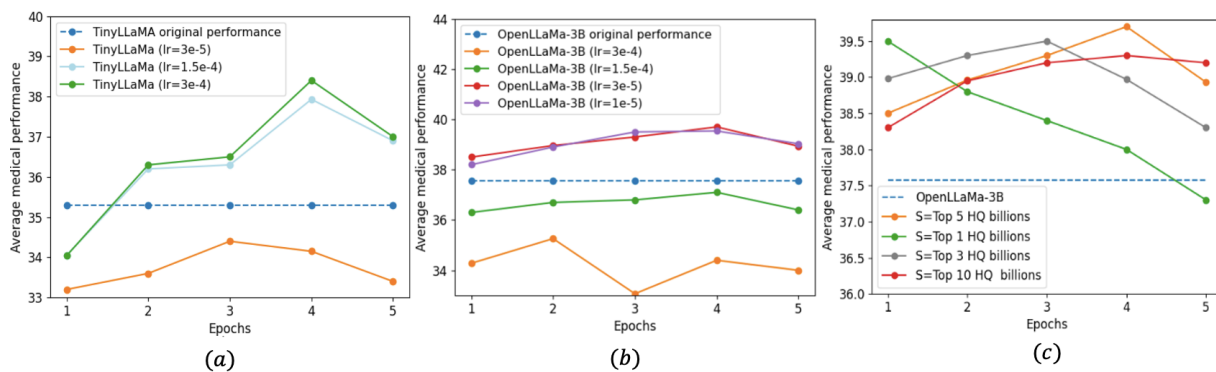 40
39
38
37
36
35
34
33
Average medical performance
TinyLLaMA original performance
TinyLLaMa (lr=3e-5)
TinyLLaMa (lr=1.5e-4)
TinyLLaMa (lr=3e-4)
1 2 3 4 5
Epochs
(a)
44
42
40
38
36
34
Average medical performance
OpenLLaMa-3B original performance
OpenLLaMa-3B (lr=3e-4)
OpenLLaMa-3B (lr=1.5e-4)
OpenLLaMa-3B (lr=3e-5)
OpenLLaMa-3B (lr=1e-5)
1 2 3 4 5
Epochs
(b)
39.5
39.0
38.5
38.0
37.5
37.0
36.5
36.0
Average medical performance
OpenLLaMa-3B
S=Top 5 HQ billions
S=Top 1 HQ billions
S=Top 3 HQ billions
S=Top 10 HQ billions
1 2 3 4 5
Epochs
(c)